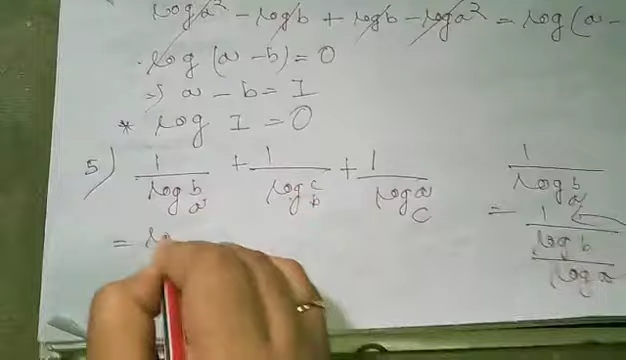 log a² - log b + log b - log a² = log (a -
log (a - b) = 0
⇒ a - b = 1
* log 1 = 0
5) 1/log_a b + 1/log_b c + 1/log_c a
= lo
1/log_a b
= 1/(log b/log a)